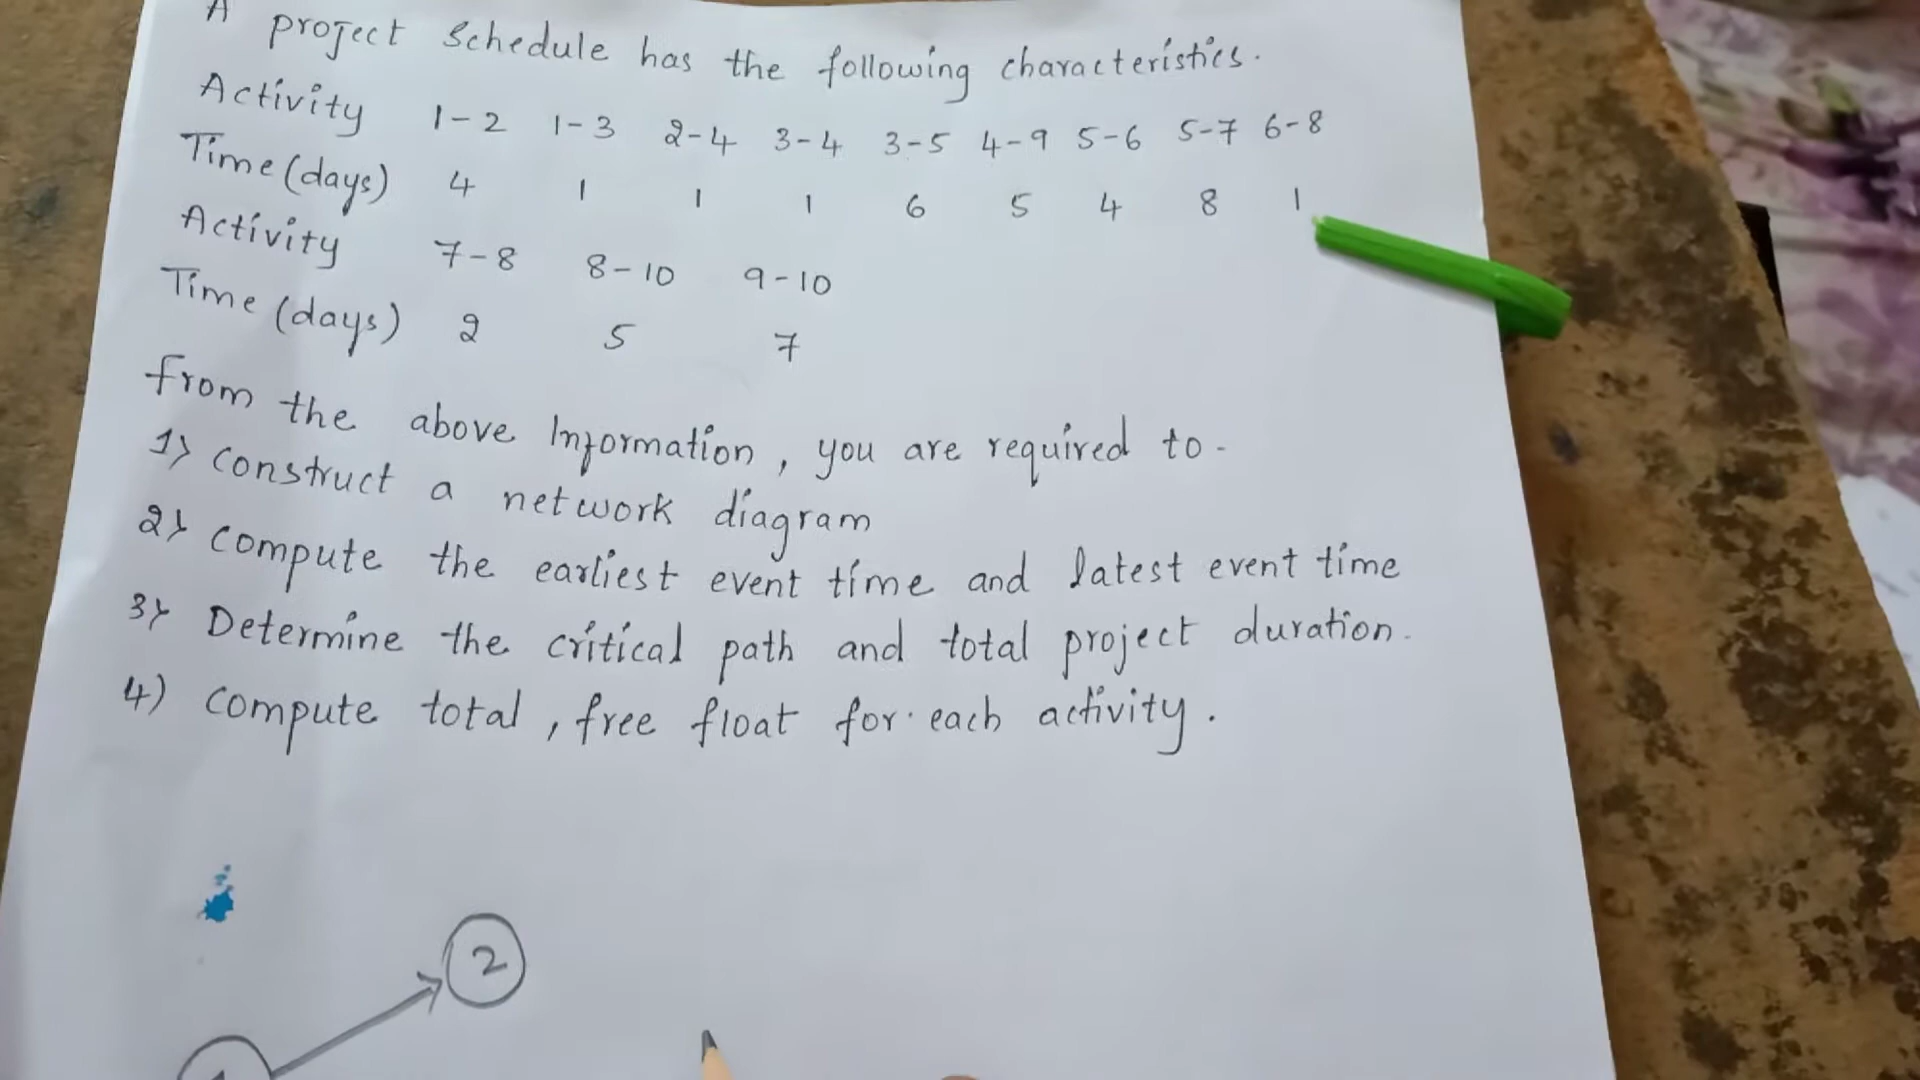 A project Schedule has the following characteristics.
Activity 1-2 1-3 2-4 3-4 3-5 4-9 5-6 5-7 6-8
Time (days) 4 1 1 1 6 5 4 8 1
Activity 7-8 8-10 9-10
Time (days) 2 5 7
From the above Information, you are required to -
1) Construct a network diagram
2) Compute the earliest event time and latest event time
3) Determine the critical path and total project duration.
4) Compute total, free float for each activity.
2
1